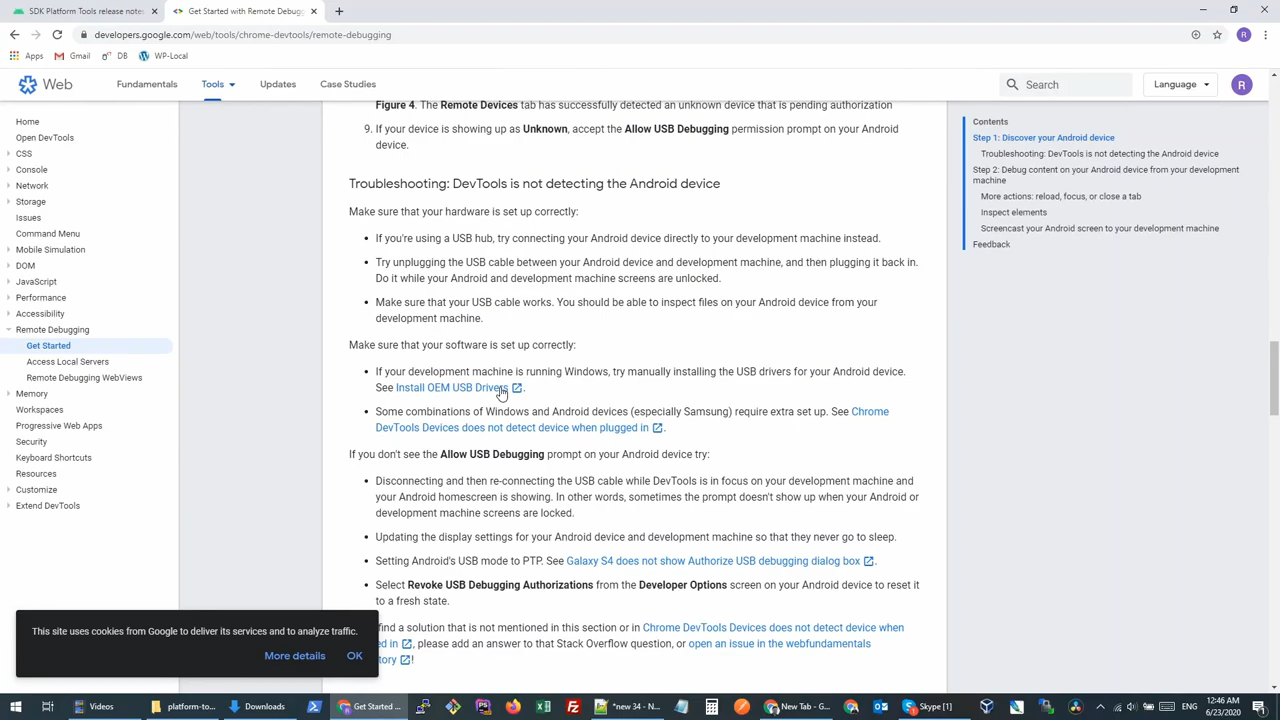 SDK Platform Tools release notes
Get Started with Remote Debugg
developers.google.com/web/tools/chrome-devtools/remote-debugging
R
Apps
Gmail
DB
WP-Local
Web
Fundamentals
Tools
Updates
Case Studies
Search
Language
R
Home
Open DevTools
CSS
Console
Network
Storage
Issues
Command Menu
Mobile Simulation
DOM
JavaScript
Performance
Accessibility
Remote Debugging
Get Started
Access Local Servers
Remote Debugging WebViews
Memory
Workspaces
Progressive Web Apps
Security
Keyboard Shortcuts
Resources
Customize
Extend DevTools
Figure 4. The Remote Devices tab has successfully detected an unknown device that is pending authorization
9. If your device is showing up as Unknown, accept the Allow USB Debugging permission prompt on your Android
device.
Troubleshooting: DevTools is not detecting the Android device
Make sure that your hardware is set up correctly:
• If you're using a USB hub, try connecting your Android device directly to your development machine instead.
• Try unplugging the USB cable between your Android device and development machine, and then plugging it back in.
Do it while your Android and development machine screens are unlocked.
• Make sure that your USB cable works. You should be able to inspect files on your Android device from your
development machine.
Make sure that your software is set up correctly:
• If your development machine is running Windows, try manually installing the USB drivers for your Android device.
See Install OEM USB Drivers.
• Some combinations of Windows and Android devices (especially Samsung) require extra set up. See Chrome
DevTools Devices does not detect device when plugged in.
If you don't see the Allow USB Debugging prompt on your Android device try:
• Disconnecting and then re-connecting the USB cable while DevTools is in focus on your development machine and
your Android homescreen is showing. In other words, sometimes the prompt doesn't show up when your Android or
development machine screens are locked.
• Updating the display settings for your Android device and development machine so that they never go to sleep.
• Setting Android's USB mode to PTP. See Galaxy S4 does not show Authorize USB debugging dialog box.
• Select Revoke USB Debugging Authorizations from the Developer Options screen on your Android device to reset it
to a fresh state.
find a solution that is not mentioned in this section or in Chrome DevTools Devices does not detect device when
ed in, please add an answer to that Stack Overflow question, or open an issue in the webfundamentals
tory!
Contents
Step 1: Discover your Android device
Troubleshooting: DevTools is not detecting the Android device
Step 2: Debug content on your Android device from your development
machine
More actions: reload, focus, or close a tab
Inspect elements
Screencast your Android screen to your development machine
Feedback
This site uses cookies from Google to deliver its services and to analyze traffic.
More details
OK
Videos
platform-to...
Downloads
Get Started ...
*new 34 - N...
New Tab - G...
Skype [1]
ENG
12:46 AM
6/23/2020